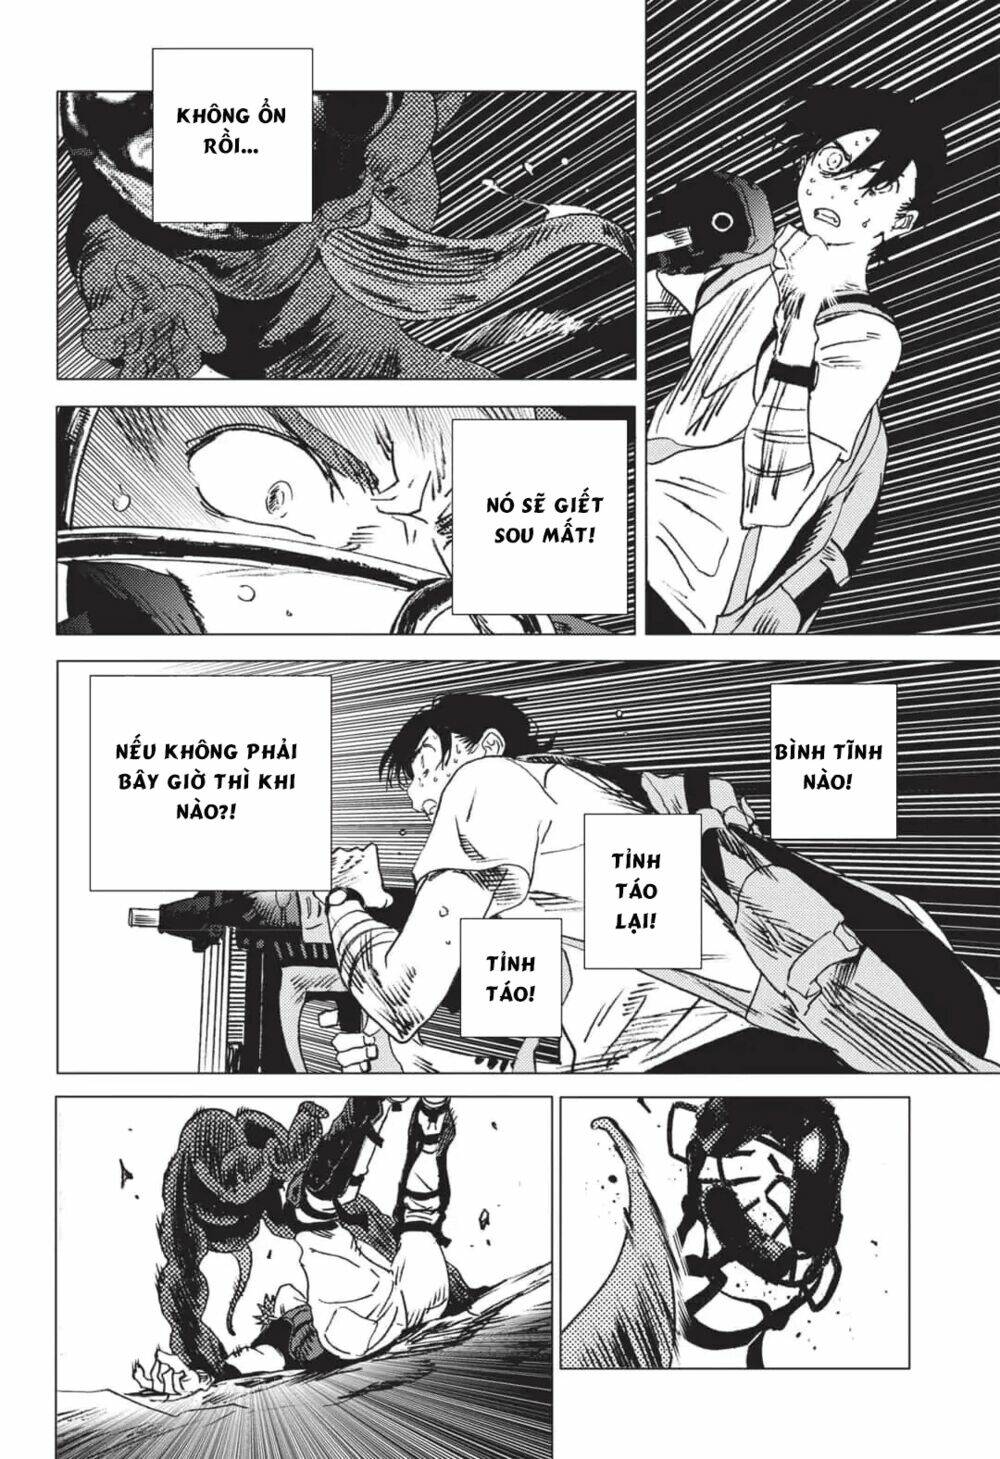 KHÔNG ỔN
RỒI...
NÓ SẼ GIẾT
SOU MẤT!
NẾU KHÔNG PHẢI
BÂY GIỜ THÌ KHI
NÀO?!
BÌNH TĨNH
NÀO!
TỈNH
TÁO
LẠI!
TỈNH
TÁO!